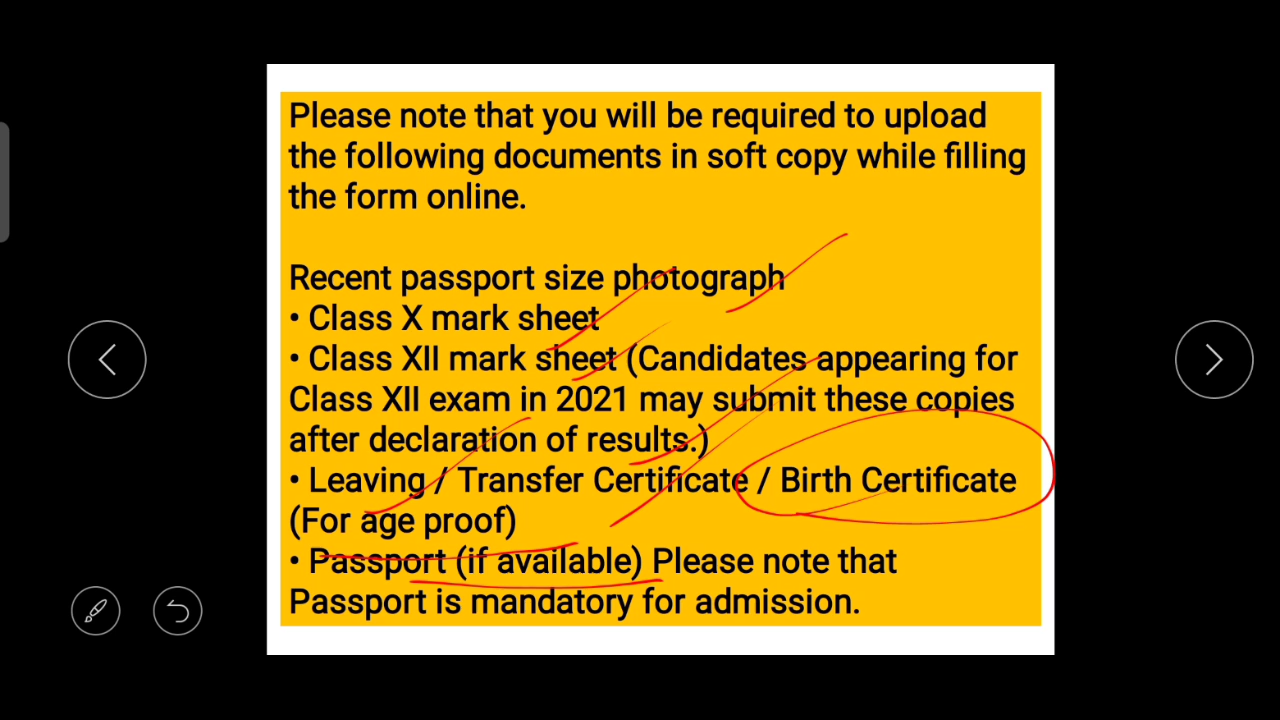 Please note that you will be required to upload
the following documents in soft copy while filling
the form online.
Recent passport size photograph
• Class X mark sheet
• Class XII mark sheet (Candidates appearing for
Class XII exam in 2021 may submit these copies
after declaration of results.)
• Leaving / Transfer Certificate / Birth Certificate
(For age proof)
• Passport (if available) Please note that
Passport is mandatory for admission.